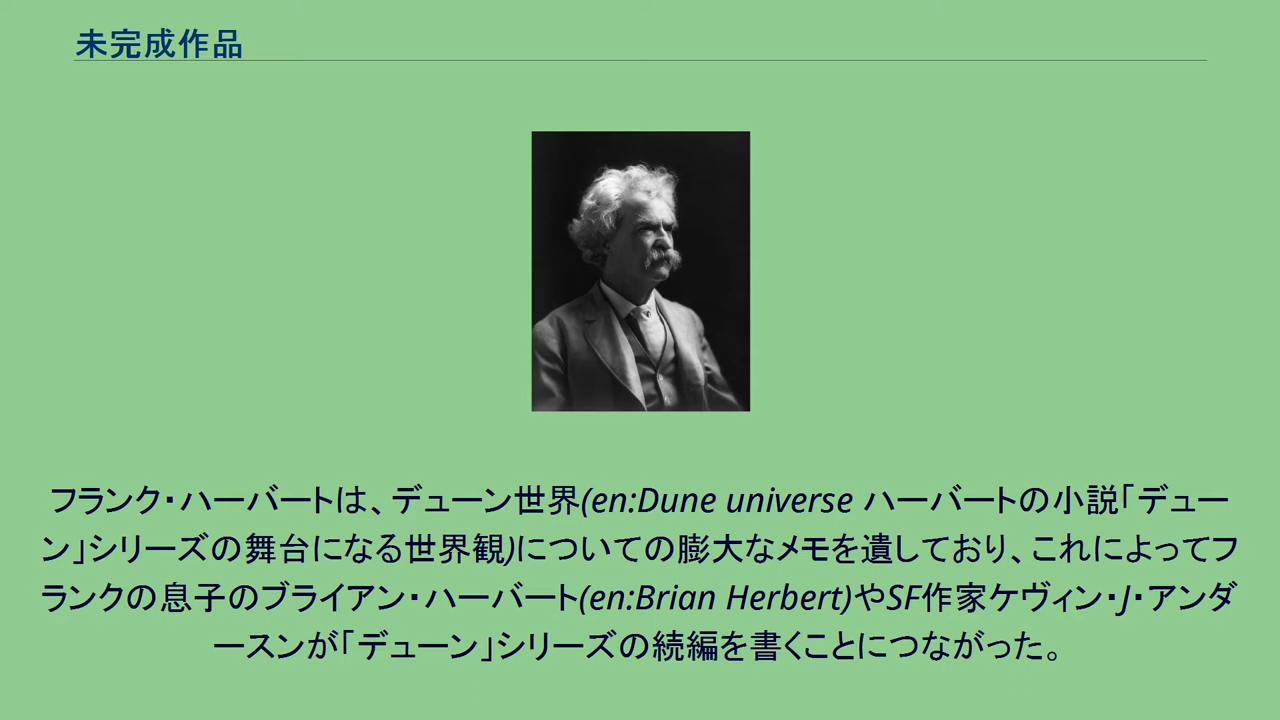 未完成作品
フランク・ハーバートは、デューン世界(en:Dune universe ハーバートの小説「デュー
ン」シリーズの舞台になる世界観)についての膨大なメモを遺しており、これによってフ
ランクの息子のブライアン・ハーバート(en:Brian Herbert)やSF作家ケヴィン・J・アンダ
ースンが「デューン」シリーズの続編を書くことにつながった。